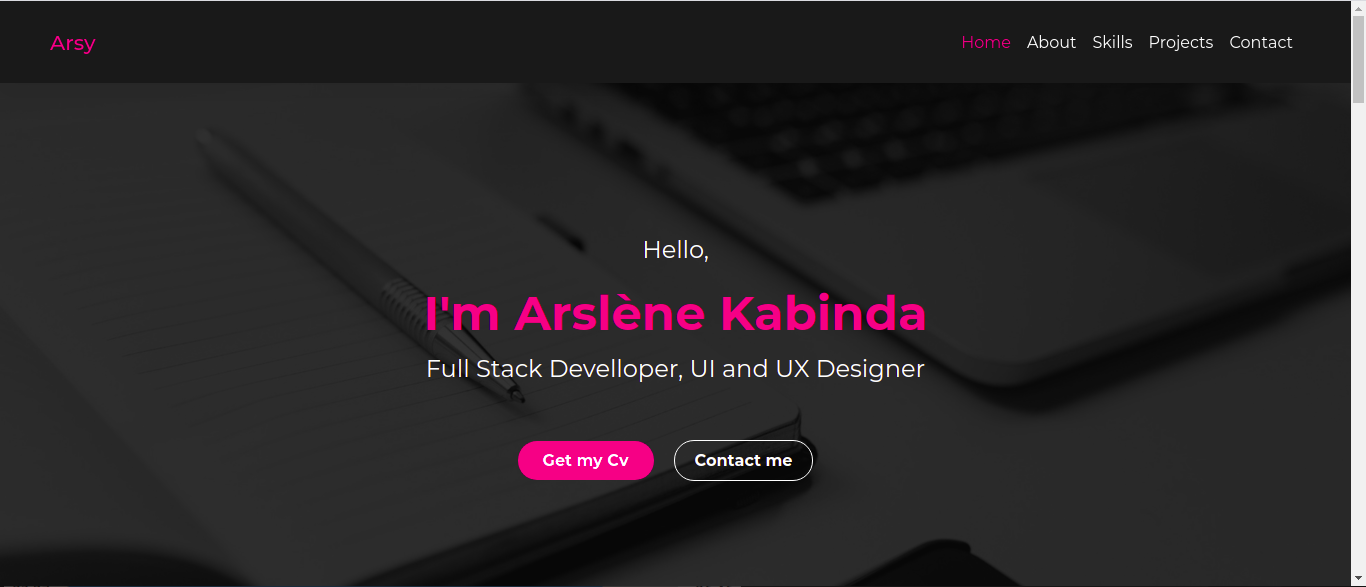 Arsy
Home About Skills Projects Contact
Hello,
I'm Arslène Kabinda
Full Stack Develloper, UI and UX Designer
Get my Cv Contact me